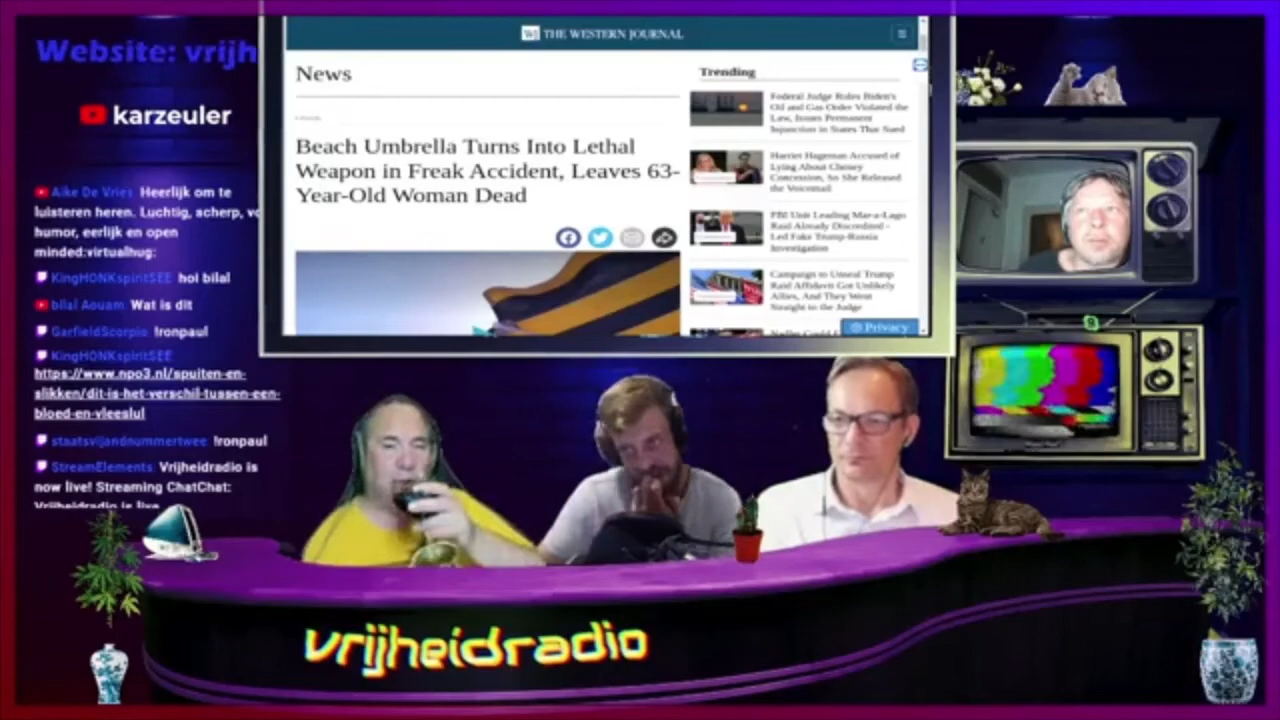 Website: vrijh
karzeuler
Aike De Vries Heerlijk om te
luisteren heren. Luchtig, scherp, vo
humor, eerlijk en open
minded:virtualhug:
KingHONKspiritSEE hoi bilal
bilal Aouam Wat is dit
GarfieldScorpio !ronpaul
KingHONKspiritSEE
https://www.npo3.nl/spuiten-en-
slikken/dit-is-het-verschil-tussen-een-
bloed-en-vleeslul
staatsvijandnummertwee !ronpaul
StreamElements Vrijheidradio is
now live! Streaming ChatChat:
Vrijheidradio is live
WJ THE WESTERN JOURNAL
News
Beach Umbrella Turns Into Lethal
Weapon in Freak Accident, Leaves 63-
Year-Old Woman Dead
Trending
Federal Judge Rules Biden's
Oil and Gas Order Violated the
Law, Issues Permanent
Injunction in States That Sued
Harriet Hageman Accused of
Lying About Cheney
Concession, So She Released
the Voicemail
FBI Unit Leading Mar-a-Lago
Raid Already Discredited -
Led Fake Trump-Russia
Investigation
Campaign to Unseal Trump
Raid Affidavit Got Unlikely
Allies, And They Went
Straight to the Judge
Privacy
vrijheidradio